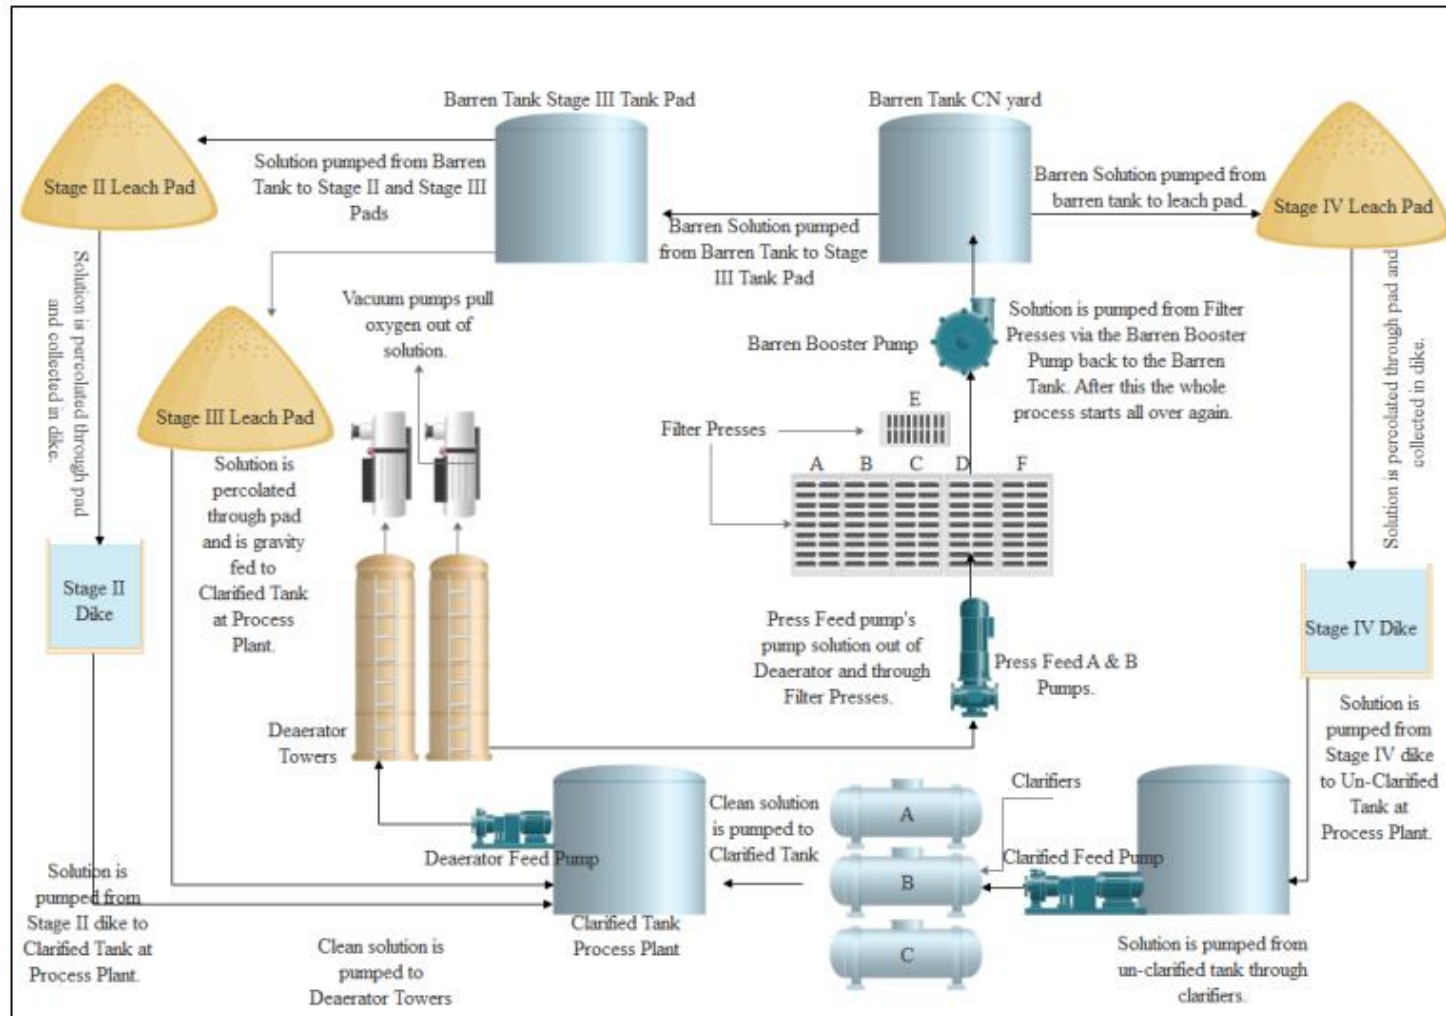 Barren Tank Stage III Tank Pad
Barren Tank CN yard
Stage II Leach Pad
Solution pumped from Barren
Tank to Stage II and Stage III
Pads
Barren Solution pumped
from Barren Tank to Stage
III Tank Pad
Barren Solution pumped from
barren tank to leach pad.
Stage IV Leach Pad
Solution is percolated through pad
and collected in dike.
Vacuum pumps pull
oxygen out of
solution.
Barren Booster Pump
Solution is pumped from Filter
Presses via the Barren Booster
Pump back to the Barren
Tank. After this the whole
process starts all over again.
Solution is percolated through pad and
collected in dike.
Stage III Leach Pad
Solution is
percolated
through pad
and is gravity
fed to
Clarified Tank
at Process
Plant.
Filter Presses
E
A
B
C
D
F
Stage II
Dike
Stage IV Dike
Press Feed pump's
pump solution out of
Deaerator and through
Filter Presses.
Press Feed A & B
Pumps.
Deaerator
Towers
Solution is
pumped from
Stage IV dike
to Un-Clarified
Tank at
Process Plant.
Deaerator Feed Pump
Clean solution
is pumped to
Clarified Tank
Clarifiers
A
B
C
Clarified Feed Pump
Solution is
pumped from
Stage II dike to
Clarified Tank at
Process Plant.
Clean solution is
pumped to
Deaerator Towers
Clarified Tank
Process Plant
Solution is pumped from
un-clarified tank through
clarifiers.